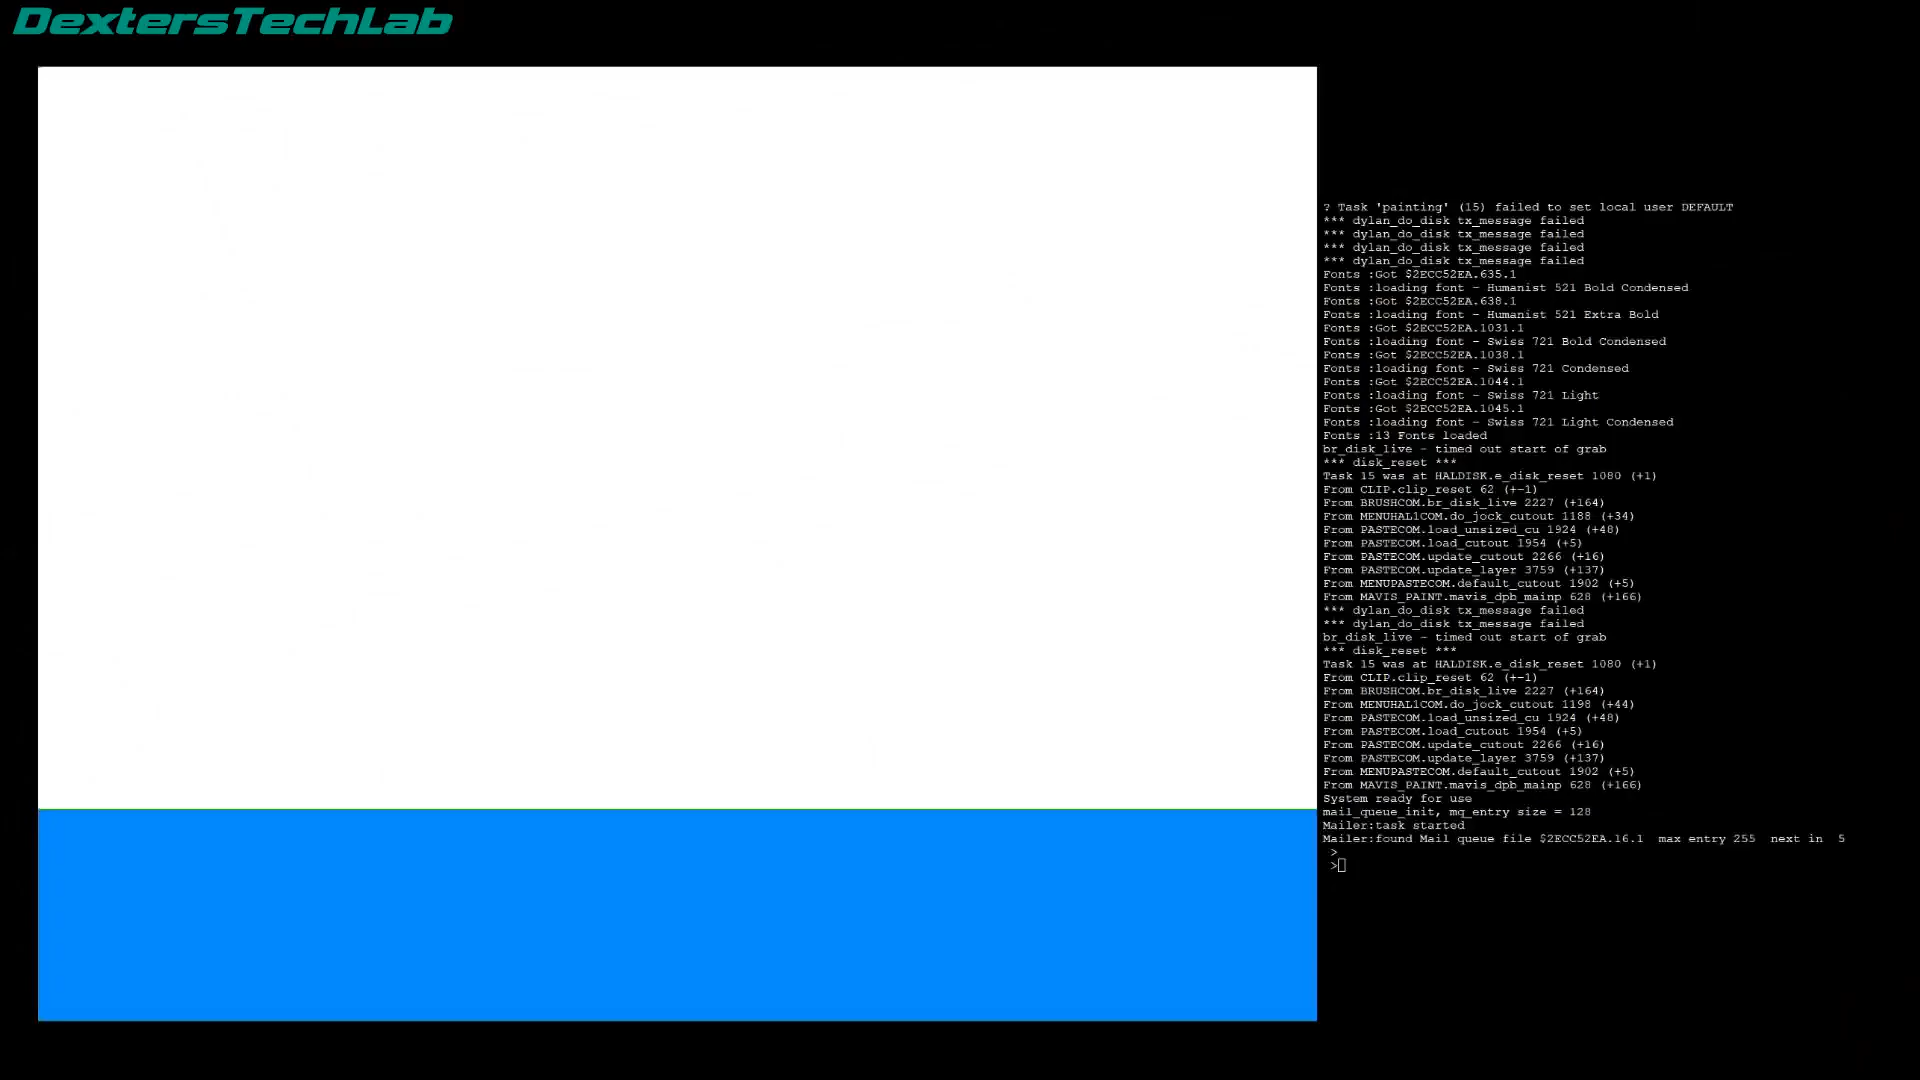 DextersTechLab
? Task 'painting' (15) failed to set local user DEFAULT
*** dylan_do_disk tx_message failed
*** dylan_do_disk tx_message failed
*** dylan_do_disk tx_message failed
*** dylan_do_disk tx_message failed
Fonts :Got $2ECC52EA.635.1
Fonts :loading font - Humanist 521 Bold Condensed
Fonts :Got $2ECC52EA.638.1
Fonts :loading font - Humanist 521 Extra Bold
Fonts :Got $2ECC52EA.1031.1
Fonts :loading font - Swiss 721 Bold Condensed
Fonts :Got $2ECC52EA.1038.1
Fonts :loading font - Swiss 721 Condensed
Fonts :Got $2ECC52EA.1044.1
Fonts :loading font - Swiss 721 Light
Fonts :Got $2ECC52EA.1045.1
Fonts :loading font - Swiss 721 Light Condensed
Fonts :13 Fonts loaded
br_disk_live - timed out start of grab
*** disk_reset ***
Task 15 was at HALDISK.e_disk_reset 1080 (+1)
From CLIP.clip_reset 62 (+-1)
From BRUSHCOM.br_disk_live 2227 (+164)
From MENUHAL1COM.do_jock_cutout 1188 (+34)
From PASTECOM.load_unsized_cu 1924 (+48)
From PASTECOM.load_cutout 1954 (+5)
From PASTECOM.update_cutout 2266 (+16)
From PASTECOM.update_layer 3759 (+137)
From MENUPASTECOM.default_cutout 1902 (+5)
From MAVIS_PAINT.mavis_dpb_mainp 628 (+166)
*** dylan_do_disk tx_message failed
*** dylan_do_disk tx_message failed
br_disk_live - timed out start of grab
*** disk_reset ***
Task 15 was at HALDISK.e_disk_reset 1080 (+1)
From CLIP.clip_reset 62 (+-1)
From BRUSHCOM.br_disk_live 2227 (+164)
From MENUHAL1COM.do_jock_cutout 1198 (+44)
From PASTECOM.load_unsized_cu 1924 (+48)
From PASTECOM.load_cutout 1954 (+5)
From PASTECOM.update_cutout 2266 (+16)
From PASTECOM.update_layer 3759 (+137)
From MENUPASTECOM.default_cutout 1902 (+5)
From MAVIS_PAINT.mavis_dpb_mainp 628 (+166)
System ready for use
mail_queue_init, mq_entry size = 128
Mailer:task started
Mailer:found Mail queue file $2ECC52EA.16.1  max entry 255  next in  5
>
>